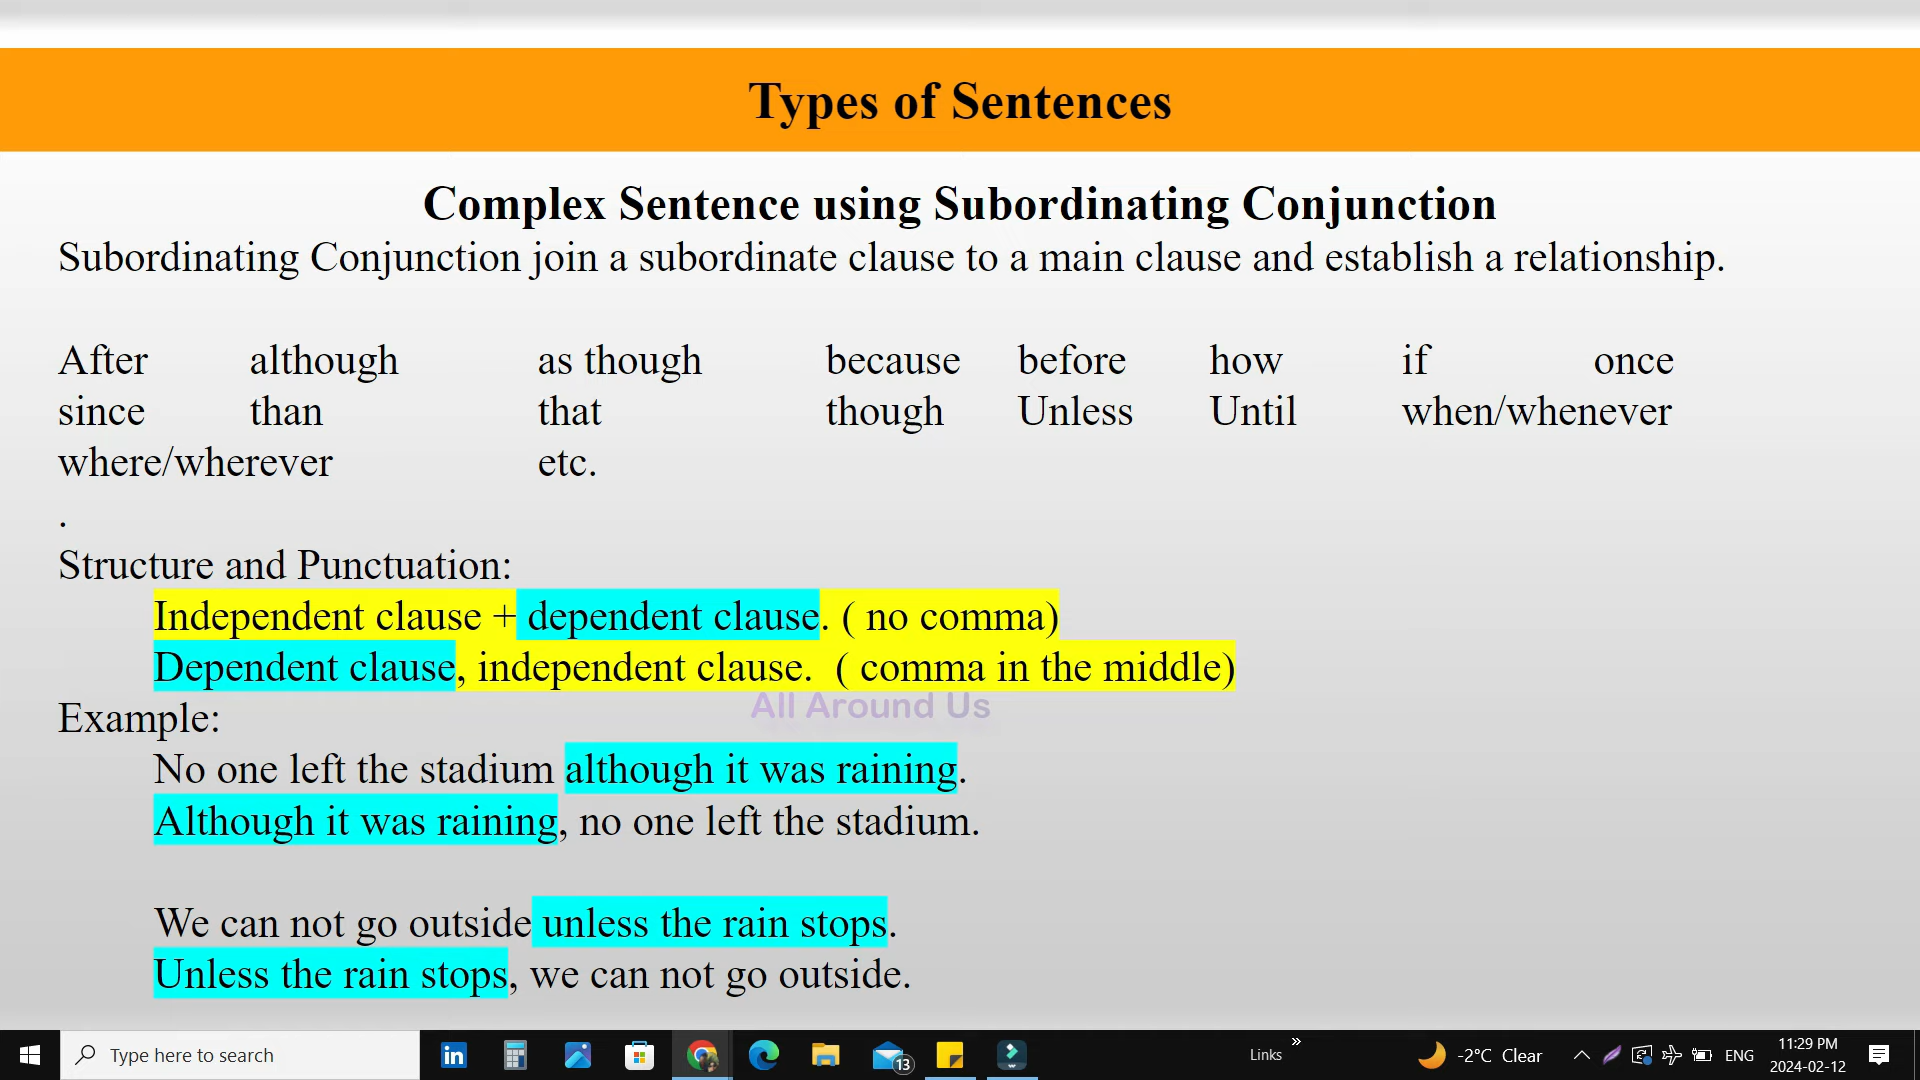 Types of Sentences
Complex Sentence using Subordinating Conjunction
Subordinating Conjunction join a subordinate clause to a main clause and establish a relationship.
After although as though because before how if once
since than that though Unless Until when/whenever
where/wherever etc.
.
Structure and Punctuation:
Independent clause + dependent clause. ( no comma)
Dependent clause, independent clause. ( comma in the middle)
All Around Us
Example:
No one left the stadium although it was raining.
Although it was raining, no one left the stadium.
We can not go outside unless the rain stops.
Unless the rain stops, we can not go outside.
Type here to search
in
13
Links
-2°C Clear
ENG
11:29 PM
2024-02-12